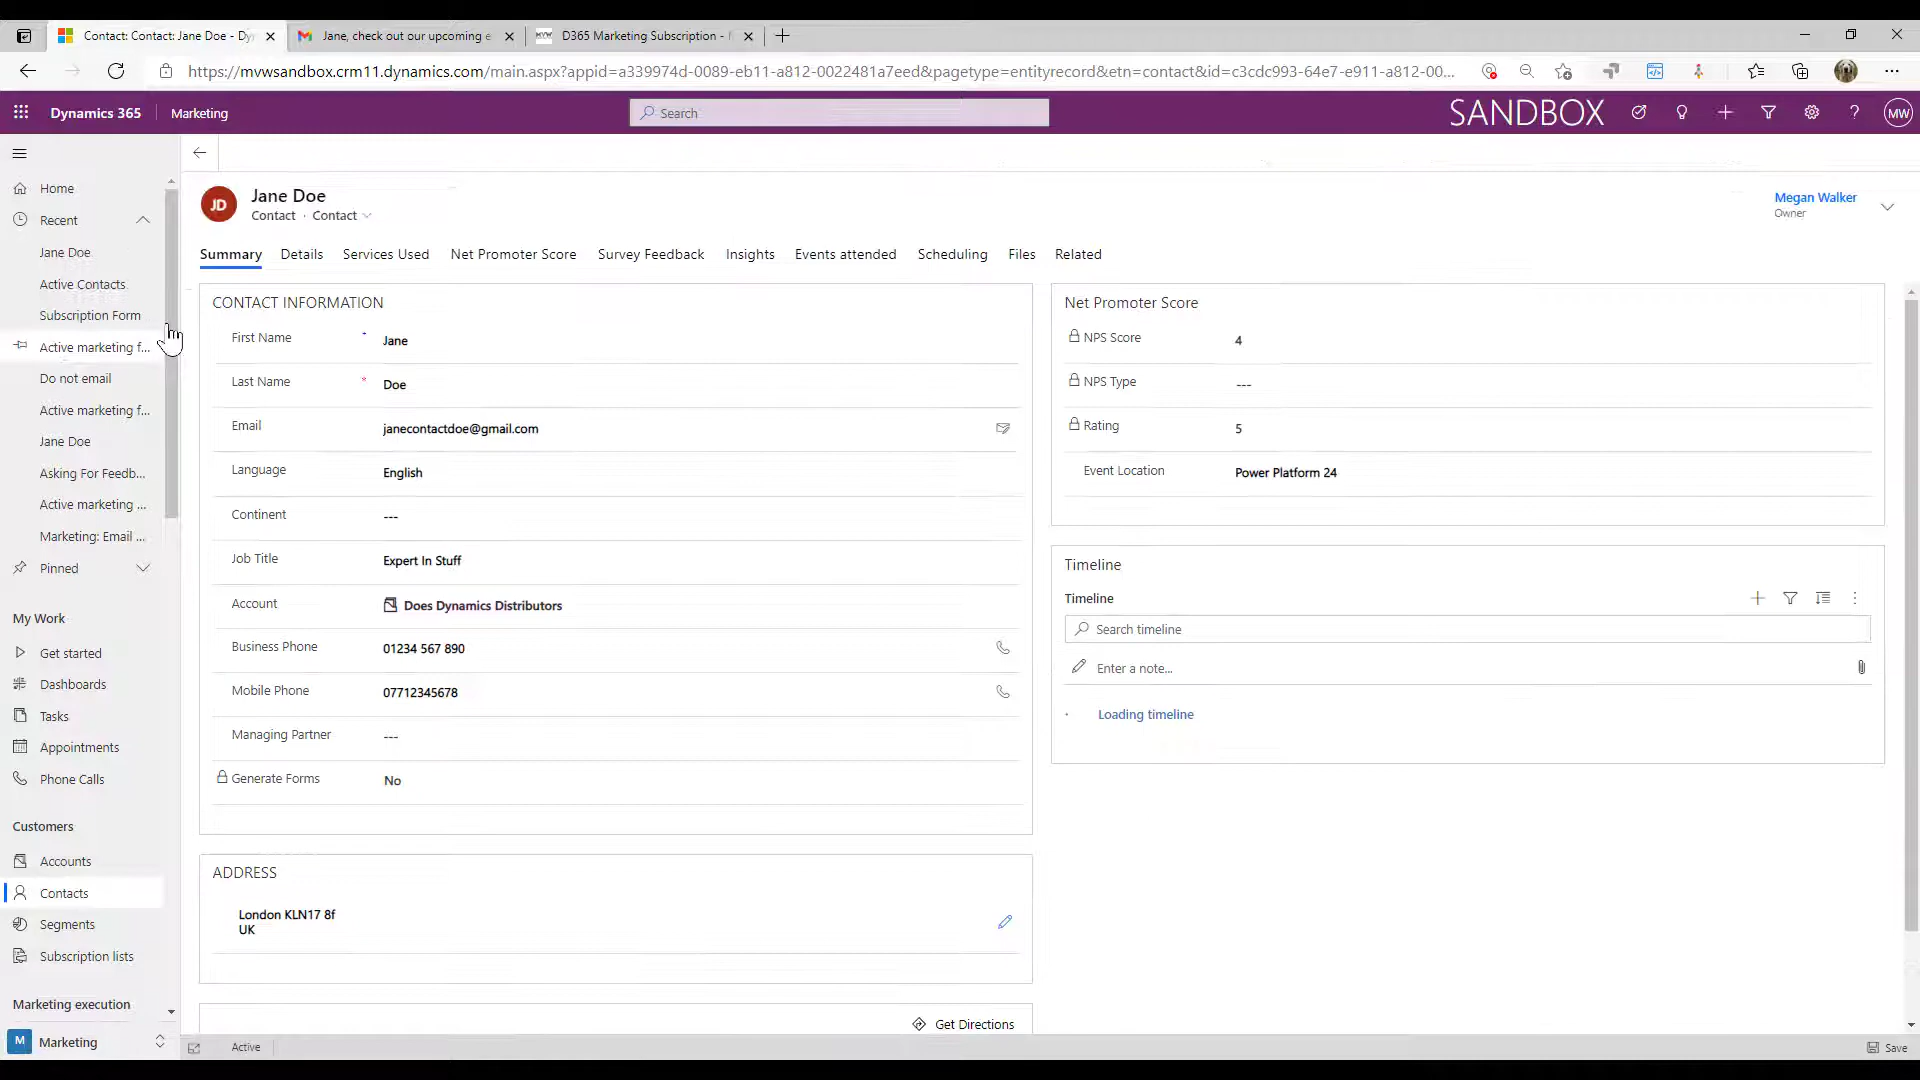 Contact: Contact: Jane Doe - Dy
Jane, check out our upcoming e
D365 Marketing Subscription -
https://mvwsandbox.crm11.dynamics.com/main.aspx?appid=a339974d-0089-eb11-a812-0022481a7eed&pagetype=entityrecord&etn=contact&id=c3cdc993-64e7-e911-a812-00...
Dynamics 365
Marketing
Search
SANDBOX
MW
Home
Recent
Jane Doe
Active Contacts
Subscription Form
Active marketing f...
Do not email
Active marketing f...
Jane Doe
Asking For Feedb...
Active marketing ...
Marketing: Email ...
Pinned
My Work
Get started
Dashboards
Tasks
Appointments
Phone Calls
Customers
Accounts
Contacts
Segments
Subscription lists
Marketing execution
M Marketing
JD
Jane Doe
Contact · Contact
Megan Walker
Owner
Summary Details Services Used Net Promoter Score Survey Feedback Insights Events attended Scheduling Files Related
CONTACT INFORMATION
First Name * Jane
Last Name * Doe
Email janecontactdoe@gmail.com
Language English
Continent ---
Job Title Expert In Stuff
Account Does Dynamics Distributors
Business Phone 01234 567 890
Mobile Phone 07712345678
Managing Partner ---
Generate Forms No
ADDRESS
London KLN17 8f
UK
Get Directions
Net Promoter Score
NPS Score 4
NPS Type ---
Rating 5
Event Location Power Platform 24
Timeline
Timeline
Search timeline
Enter a note...
Loading timeline
Active
Save